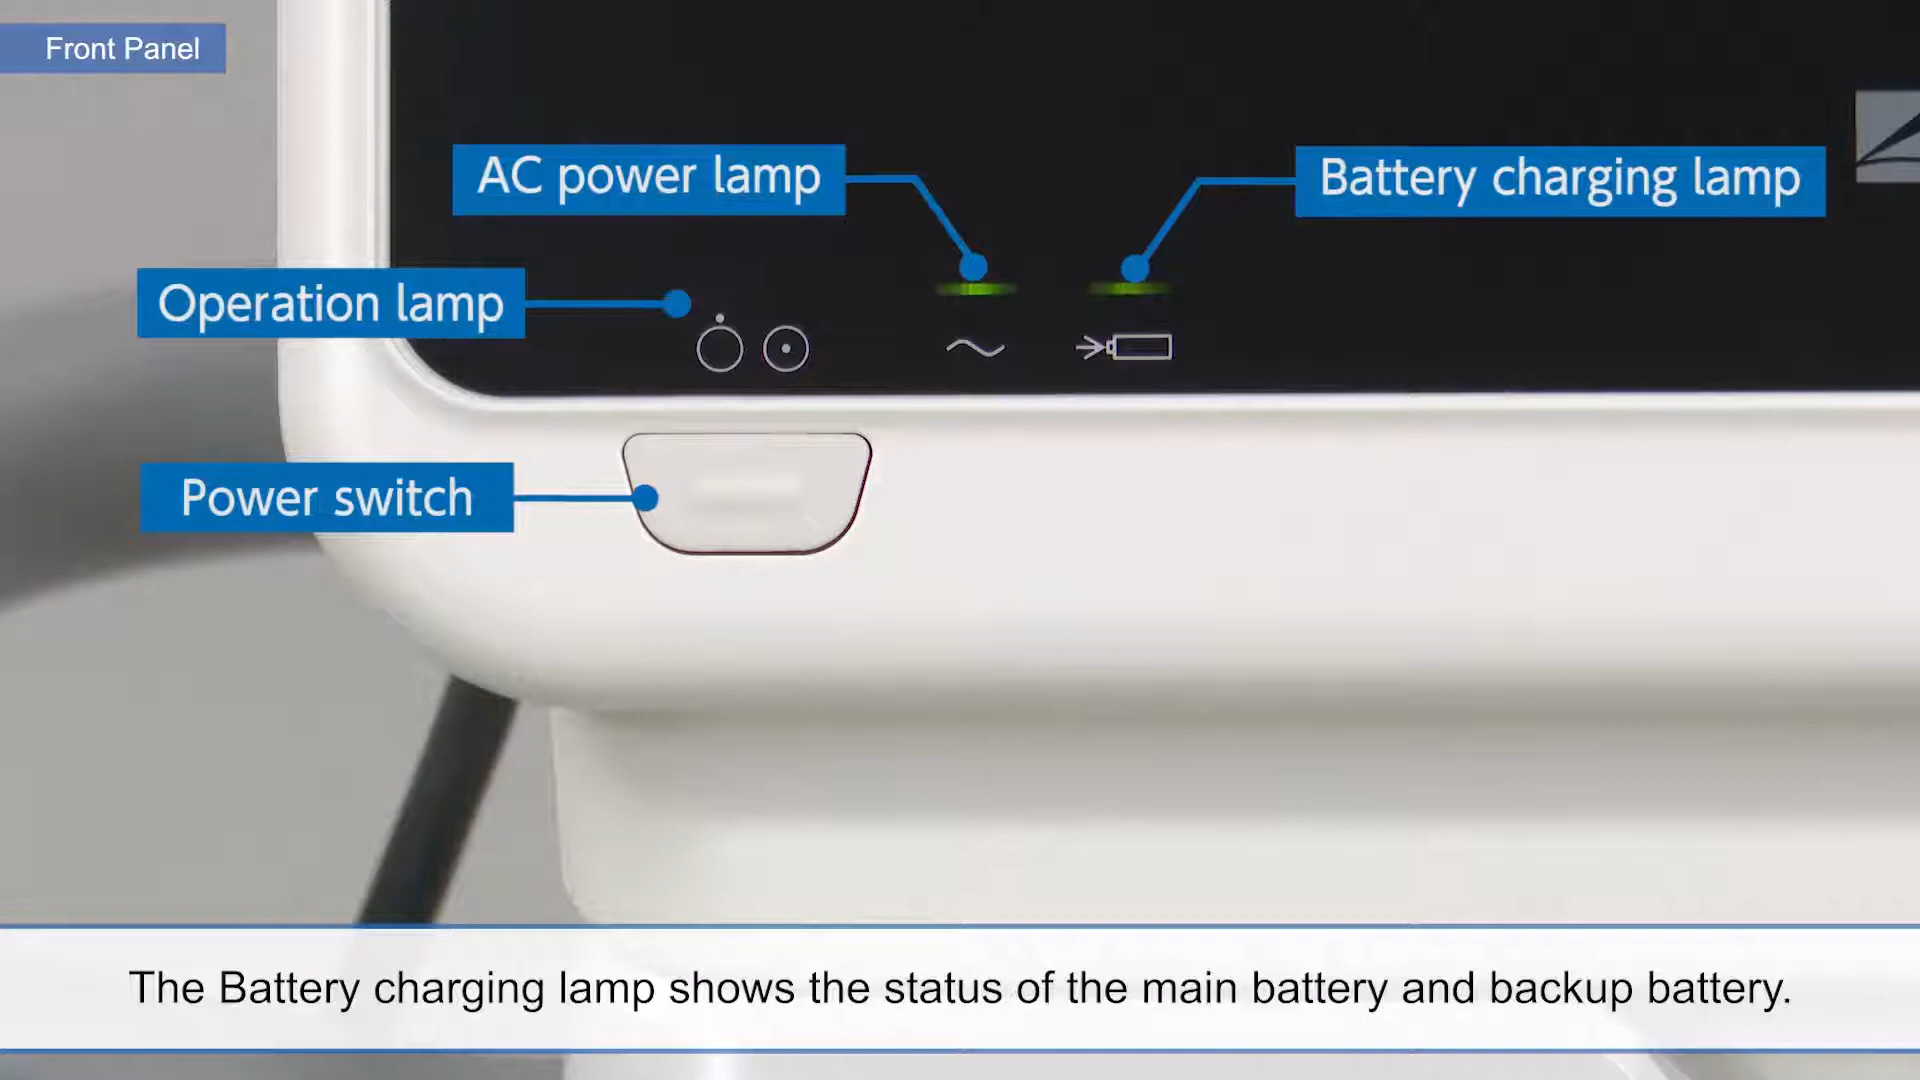 Front Panel
AC power lamp
Battery charging lamp
Operation lamp
Power switch
The Battery charging lamp shows the status of the main battery and backup battery.